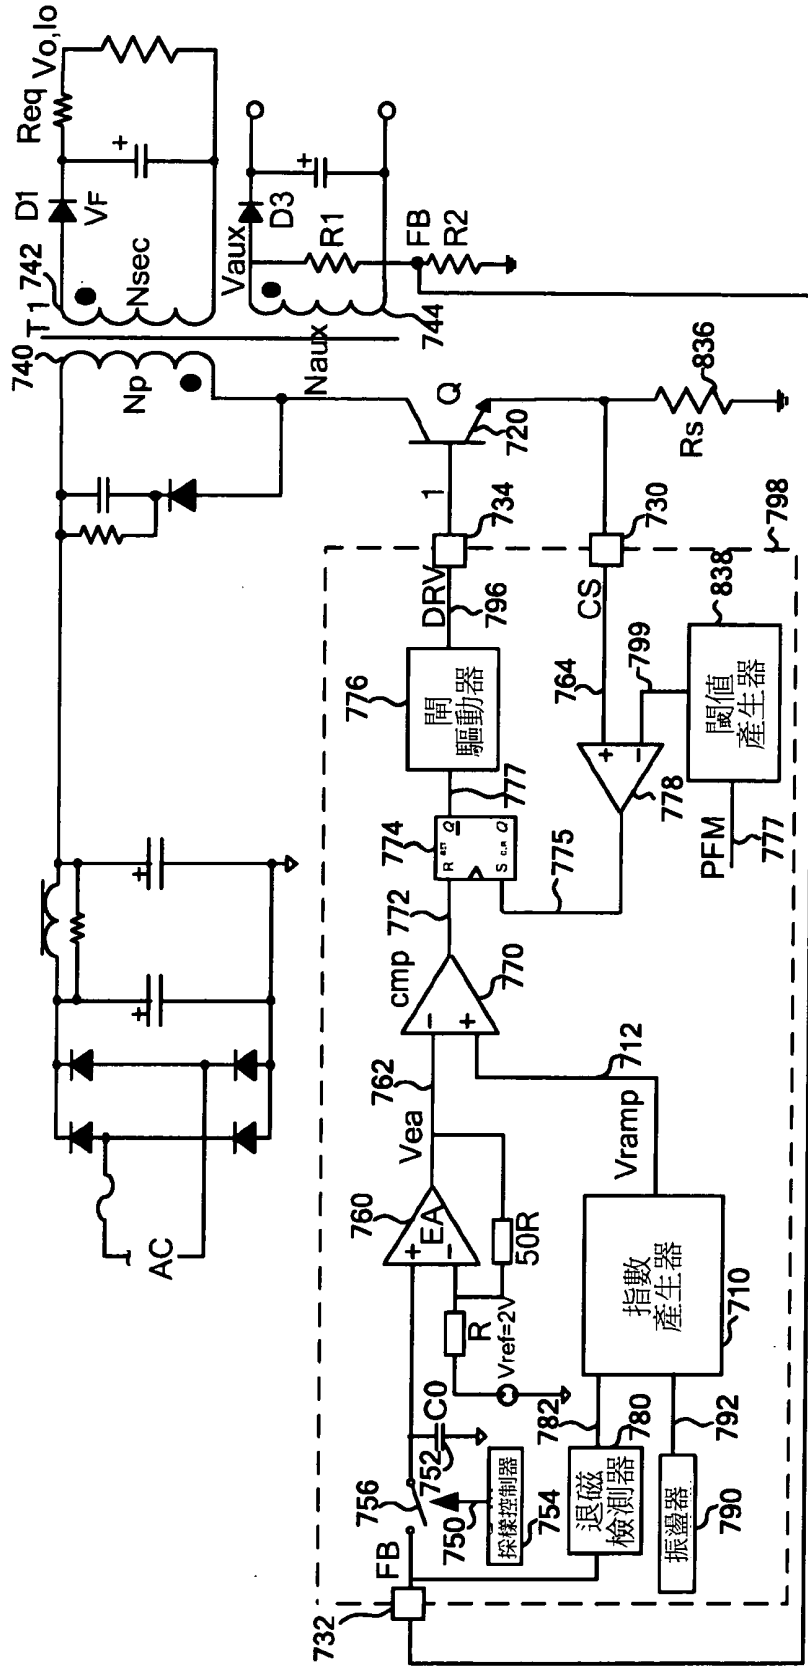 AC
T1
740
742
Np
Nsec
D1
VF
Req
Vo,Io
Naux
Vaux
D3
R1
FB
R2
744
Q
720
1
734
DRV
796
776
閘
驅動器
777
774
R
Q
S
Q
772
775
cmp
770
762
712
Vea
760
EA
50R
R
Vref=2V
Vramp
指數
產生器
710
782
780
792
退磁
檢測器
振盪器
790
FB
732
756
750
752
C0
採樣控制器
754
CS
730
764
799
778
838
閾值
產生器
PFM
777
798
Rs
836